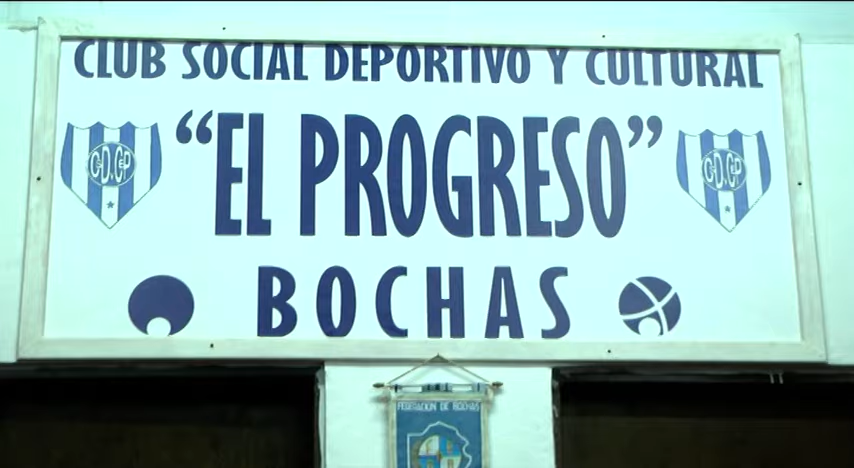 CLUB SOCIAL DEPORTIVO Y CULTURAL
“EL PROGRESO”
BOCHAS
FEDERACION DE BOCHAS